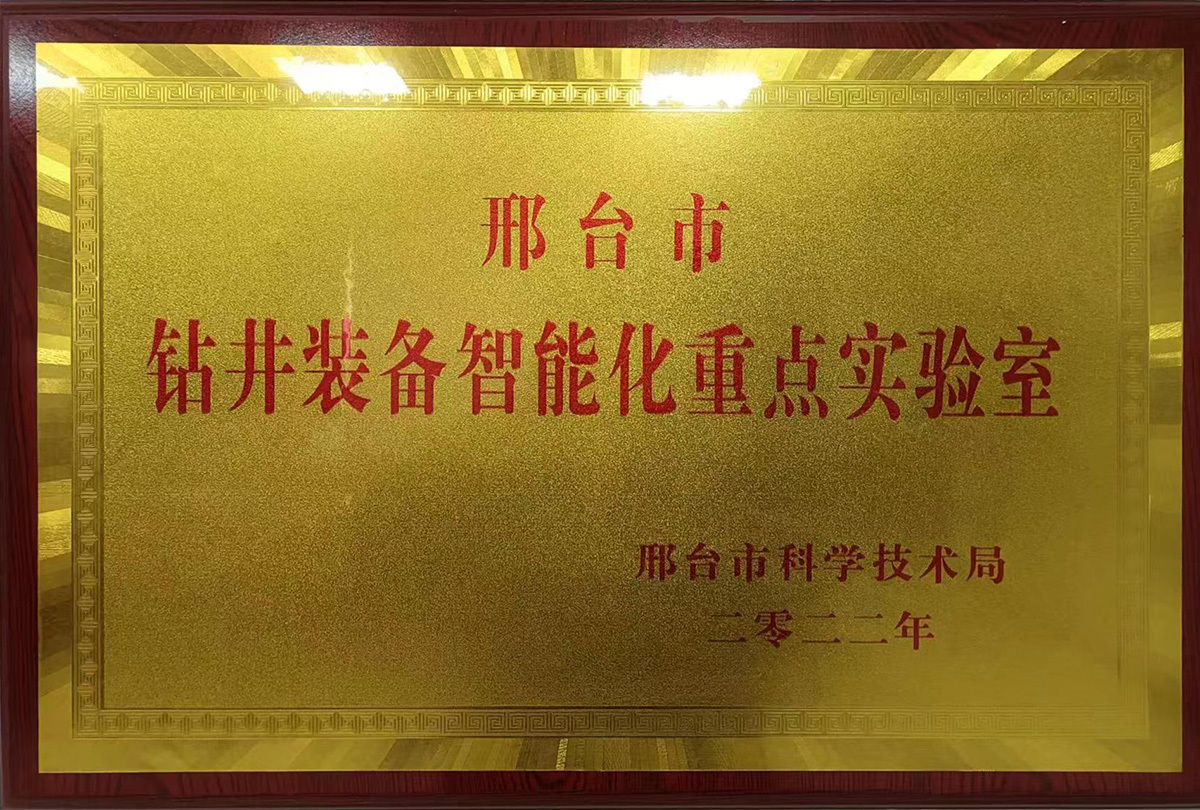 邢台市
钻井装备智能化重点实验室
邢台市科学技术局
二零二二年